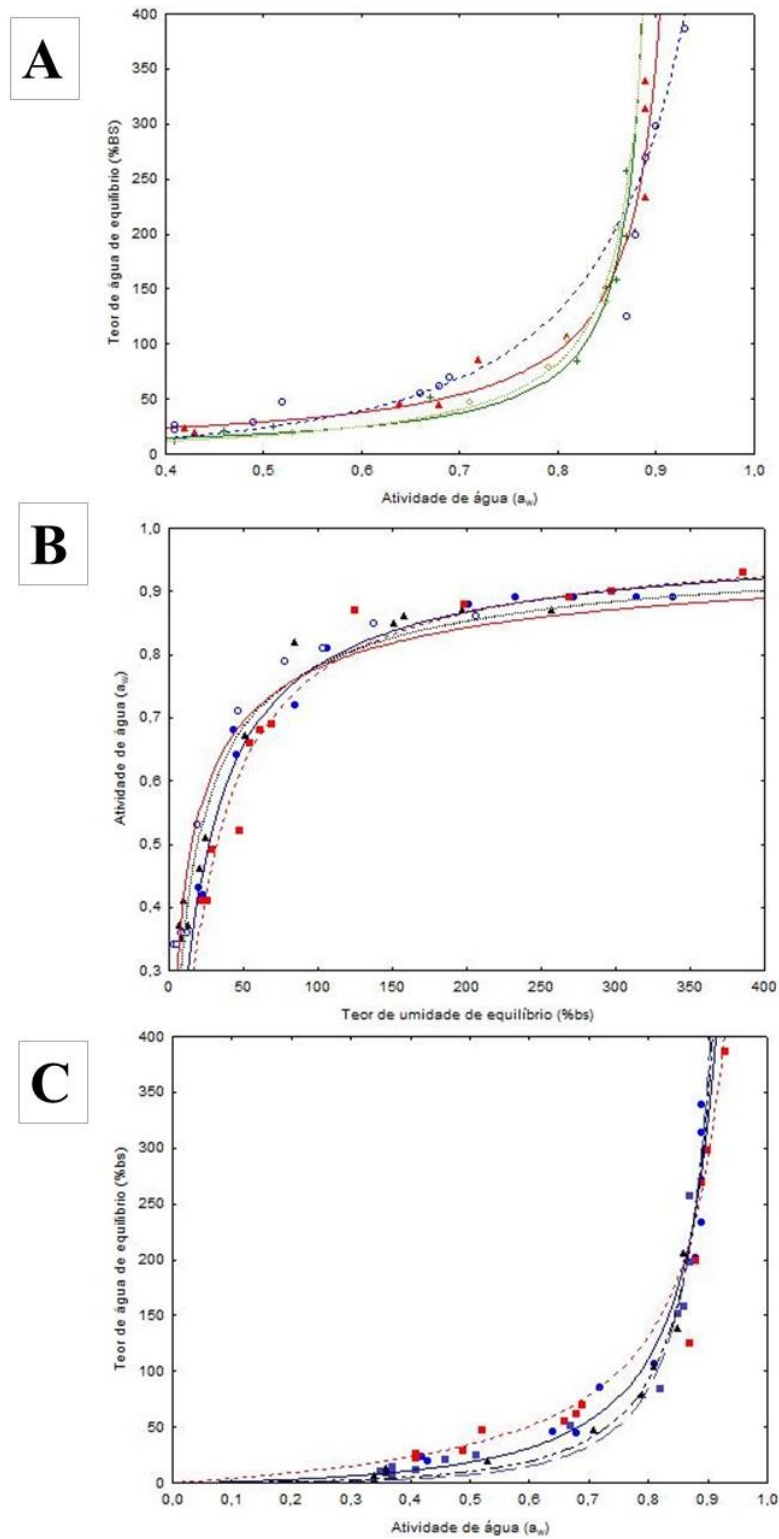 A
400
350
300
250
200
150
100
50
0
Teor de água de equilíbrio (%BS)
0,4 0,5 0,6 0,7 0,8 0,9 1,0
Atividade de água (aw)
B
1,0
0,9
0,8
0,7
0,6
0,5
0,4
0,3
Atividade de água (aw)
0 50 100 150 200 250 300 350 400
Teor de umidade de equilíbrio (%bs)
C
400
350
300
250
200
150
100
50
0
Teor de água de equilíbrio (%bs)
0,0 0,1 0,2 0,3 0,4 0,5 0,6 0,7 0,8 0,9 1,0
Atividade de água (aw)